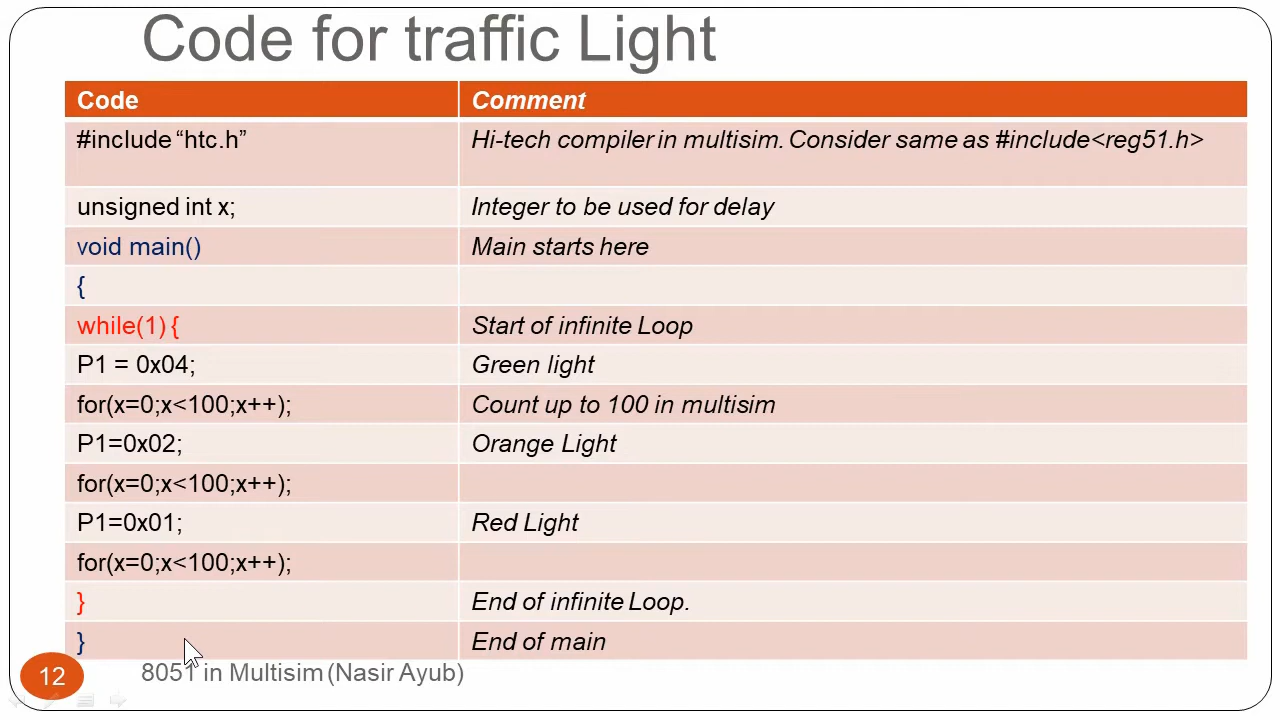 Code for traffic Light
Code Comment
#include “htc.h” Hi-tech compiler in multisim. Consider same as #include<reg51.h>
unsigned int x; Integer to be used for delay
void main() Main starts here
{
while(1) { Start of infinite Loop
P1 = 0x04; Green light
for(x=0;x<100;x++); Count up to 100 in multisim
P1=0x02; Orange Light
for(x=0;x<100;x++);
P1=0x01; Red Light
for(x=0;x<100;x++);
} End of infinite Loop.
} End of main
12 8051 in Multisim (Nasir Ayub)